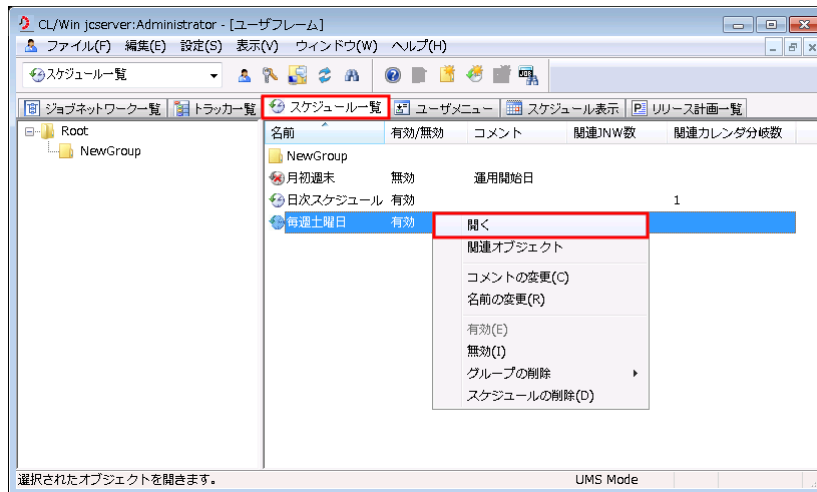 CL/Win jcserver:Administrator - [ユーザフレーム]
ファイル(F) 編集(E) 設定(S) 表示(V) ウィンドウ(W) ヘルプ(H)
スケジュール一覧
ジョブネットワーク一覧 トラッカ一覧 スケジュール一覧 ユーザメニュー スケジュール表示 リリース計画一覧
Root
NewGroup
名前 有効/無効 コメント 関連JNW数 関連カレンダ分岐数
NewGroup
月初週末 無効 運用開始日
日次スケジュール 有効 1
毎週土曜日 有効
開く
関連オブジェクト
コメントの変更(C)
名前の変更(R)
有効(E)
無効(I)
グループの削除
スケジュールの削除(D)
選択されたオブジェクトを開きます。 UMS Mode